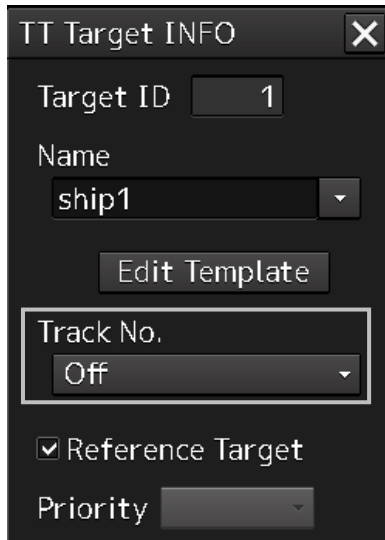 TT Target INFO
Target ID 1
Name
ship1
Edit Template
Track No.
Off
Reference Target
Priority